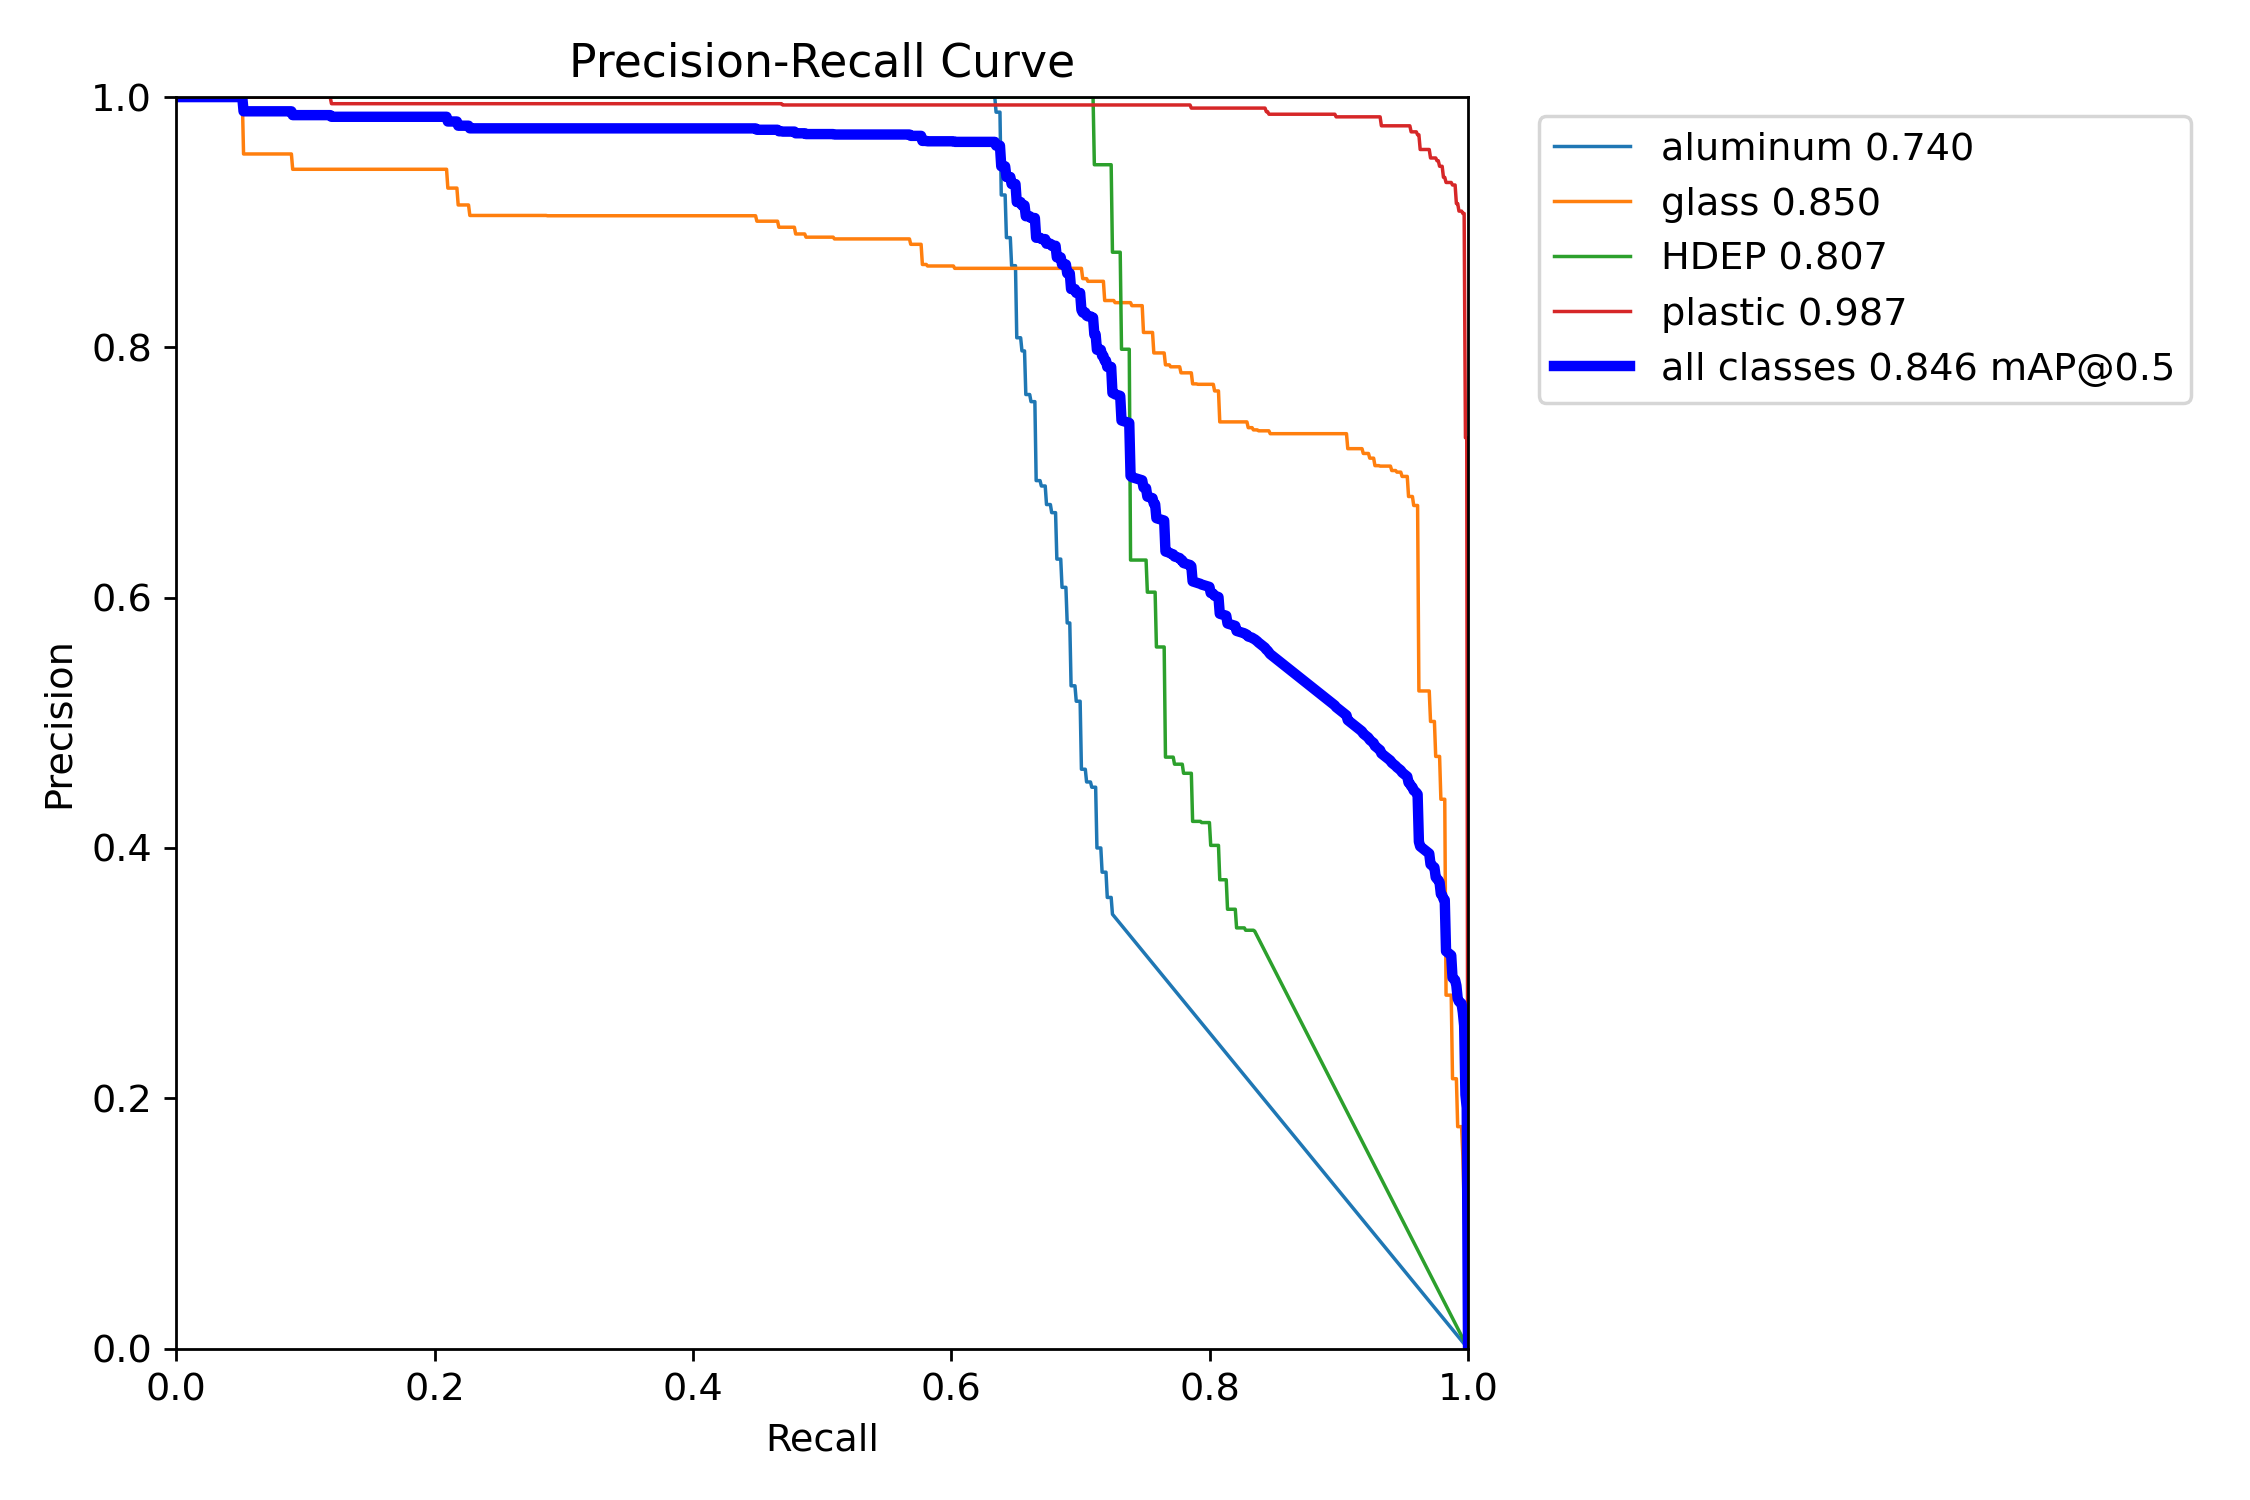 Precision-Recall Curve
1.0
0.8
0.6
0.4
0.2
0.0
Precision
0.0 0.2 0.4 0.6 0.8 1.0
Recall
aluminum 0.740
glass 0.850
HDEP 0.807
plastic 0.987
all classes 0.846 mAP@0.5